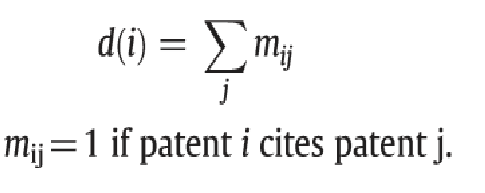 d(i) = ∑ m_ij
j
m_ij = 1 if patent i cites patent j.